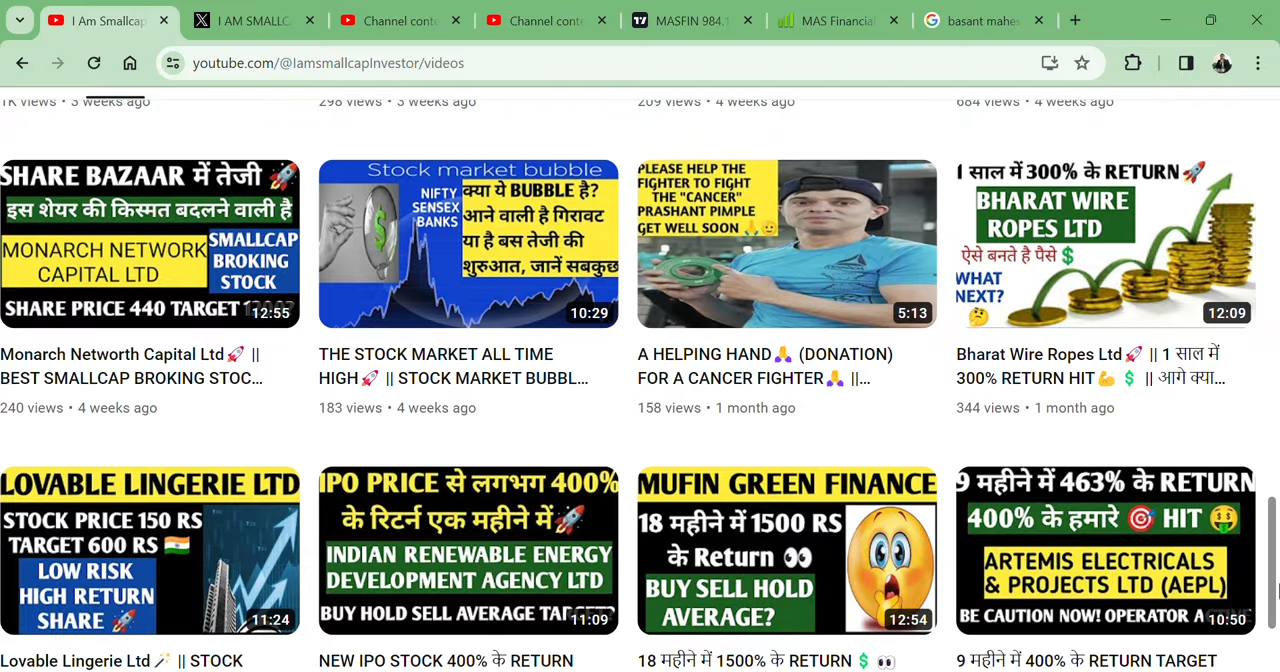 I Am Smallcap
I AM SMALLC
Channel conte
Channel conte
MASFIN 984.
MAS Financial
basant mahes
youtube.com/@IamsmallcapInvestor/videos
1K views • 3 weeks ago
298 views • 3 weeks ago
209 views • 4 weeks ago
684 views • 4 weeks ago
SHARE BAZAAR में तेजी 🚀
इस शेयर की किस्मत बदलने वाली है
MONARCH NETWORK
CAPITAL LTD
SMALLCAP
BROKING
STOCK
SHARE PRICE 440 TARGET
12:55
Stock market bubble
NIFTY
SENSEX
BANKS
क्या ये BUBBLE है?
आने वाली है गिरावट
या है बस तेजी की
शुरुआत, जानें सबकुछ
10:29
PLEASE HELP THE
FIGHTER TO FIGHT
THE "CANCER"
PRASHANT PIMPLE
GET WELL SOON 🙏🙂
5:13
1 साल में 300% के RETURN🚀
BHARAT WIRE
ROPES LTD
ऐसे बनते है पैसे 💲
WHAT
NEXT?
🤔
12:09
Monarch Networth Capital Ltd🚀 ||
BEST SMALLCAP BROKING STOC...
240 views • 4 weeks ago
THE STOCK MARKET ALL TIME
HIGH🚀 || STOCK MARKET BUBBL...
183 views • 4 weeks ago
A HELPING HAND🙏 (DONATION)
FOR A CANCER FIGHTER🙏 ||...
158 views • 1 month ago
Bharat Wire Ropes Ltd🚀 || 1 साल में
300% RETURN HIT💪 💲 || आगे क्या...
344 views • 1 month ago
LOVABLE LINGERIE LTD
STOCK PRICE 150 RS
TARGET 600 RS 🇮🇳
LOW RISK
HIGH RETURN
SHARE 🚀
11:24
IPO PRICE से लगभग 400%
के रिटर्न एक महीने में🚀
INDIAN RENEWABLE ENERGY
DEVELOPMENT AGENCY LTD
BUY HOLD SELL AVERAGE
11:09
MUFIN GREEN FINANCE
18 महीने में 1500 RS
के Return 👀
BUY SELL HOLD
AVERAGE?
12:54
9 महीने में 463% के RETURN
400% के हमारे 🎯 HIT 🤑
ARTEMIS ELECTRICALS
& PROJECTS LTD (AEPL)
BE CAUTION NOW! OPERATOR
10:50
Lovable Lingerie Ltd🪄 || STOCK
NEW IPO STOCK 400% के RETURN
18 महीने में 1500% के RETURN 💲 👀
9 महीने में 400% के RETURN TARGET